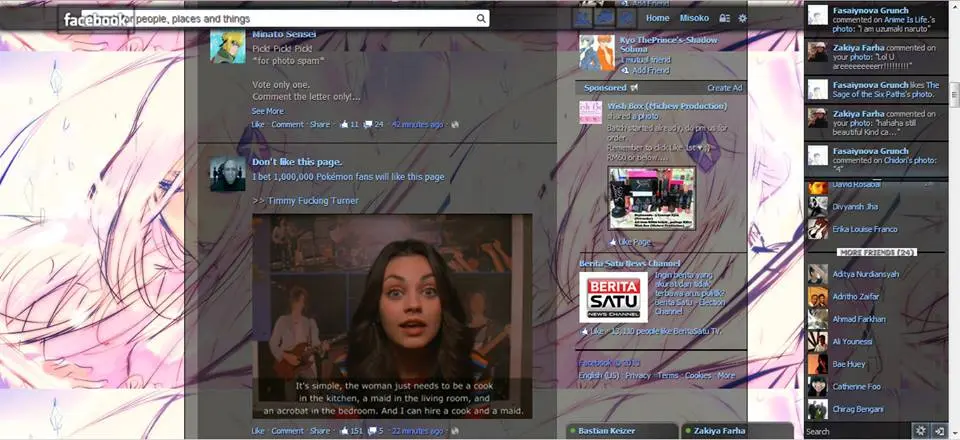 facebook
or people, places and things
Home
Misoko
Minato Sensei
Pick! Pick! Pick!
*for photo spam*
Vote only one.
Comment the letter only!...
See More
Like · Comment · Share · 11 24 · 42 minutes ago ·
Don't like this page.
I bet 1,000,000 Pokémon fans will like this page
>> Timmy Fucking Turner
It's simple, the woman just needs to be a cook
in the kitchen, a maid in the living room, and
an acrobat in the bedroom. And I can hire a cook and a maid.
Like · Comment · Share · 151 5 · 22 minutes ago ·
Add Friend
Kyo ThePrince's-Shadow
Sohma
1 mutual friend
Add Friend
Sponsored
Create Ad
Wish Box (Michew Production)
shared a photo.
Batch started already, do pm us for
order.
Remember to click Like 1st ♥ :)
RM60 or below....
Like Page
Berita Satu News Channel
BERITA
SATU
NEWS CHANNEL
Ingin berita yang
akurat dan tidak
terbawa arus politik?
Berita Satu - Election
Channel
Like · 13,110 people like BeritaSatu TV.
Facebook © 2013
English (US) · Privacy · Terms · Cookies · More
Bastian Keizer
Zakiya Farha
Fasaiynova Grunch
commented on Anime Is Life.'s
photo: "I am uzumaki naruto"
Zakiya Farha commented on
your photo: "Lol U
areeeeeeeeerr!!!!!!!!!"
Fasaiynova Grunch likes The
Sage of the Six Paths's photo.
Zakiya Farha commented on
your photo: "hahaha still
beautiful Kind ca..."
Fasaiynova Grunch
commented on Chidori's photo:
"4"
David Rosabal
Divyansh Jha
Erika Louise Franco
MORE FRIENDS (24)
Aditya Nurdiansyah
Adritho Zaifar
Ahmad Farkhan
Ali Younessi
Bae Huey
Catherine Foo
Chirag Bengani
Search